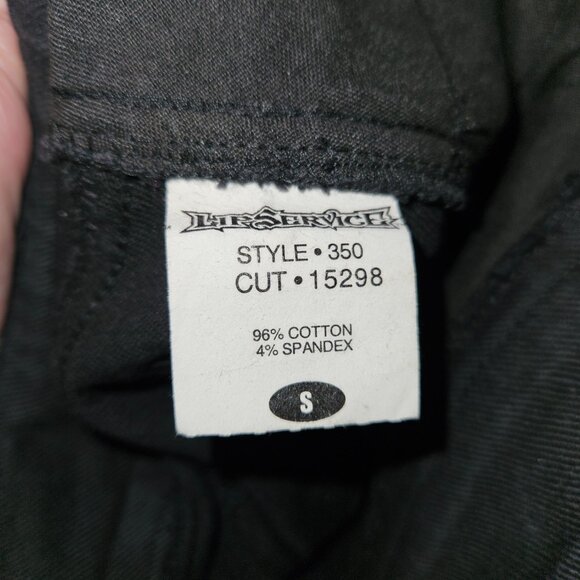 LIP SERVICE
STYLE • 350
CUT • 15298
96% COTTON
4% SPANDEX
S